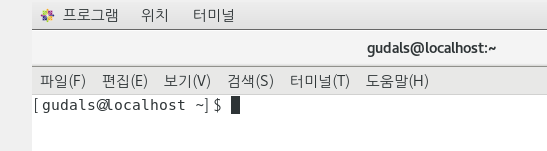 프로그램 위치 터미널
gudals@localhost:~
파일(F) 편집(E) 보기(V) 검색(S) 터미널(T) 도움말(H)
[gudals@localhost ~]$